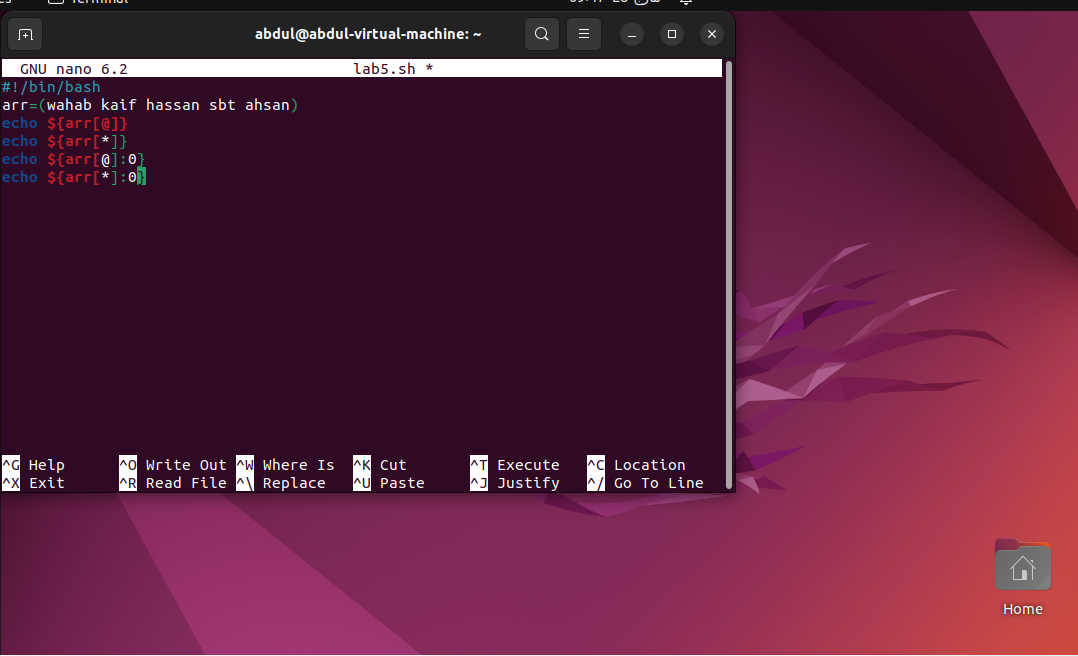 Terminal
abdul@abdul-virtual-machine: ~
GNU nano 6.2 lab5.sh *
#!/bin/bash
arr=(wahab kaif hassan sbt ahsan)
echo ${arr[@]}
echo ${arr[*]}
echo ${arr[@]:0}
echo ${arr[*]:0}
^G Help ^O Write Out ^W Where Is ^K Cut ^T Execute ^C Location
^X Exit ^R Read File ^\ Replace ^U Paste ^J Justify ^/ Go To Line
Home